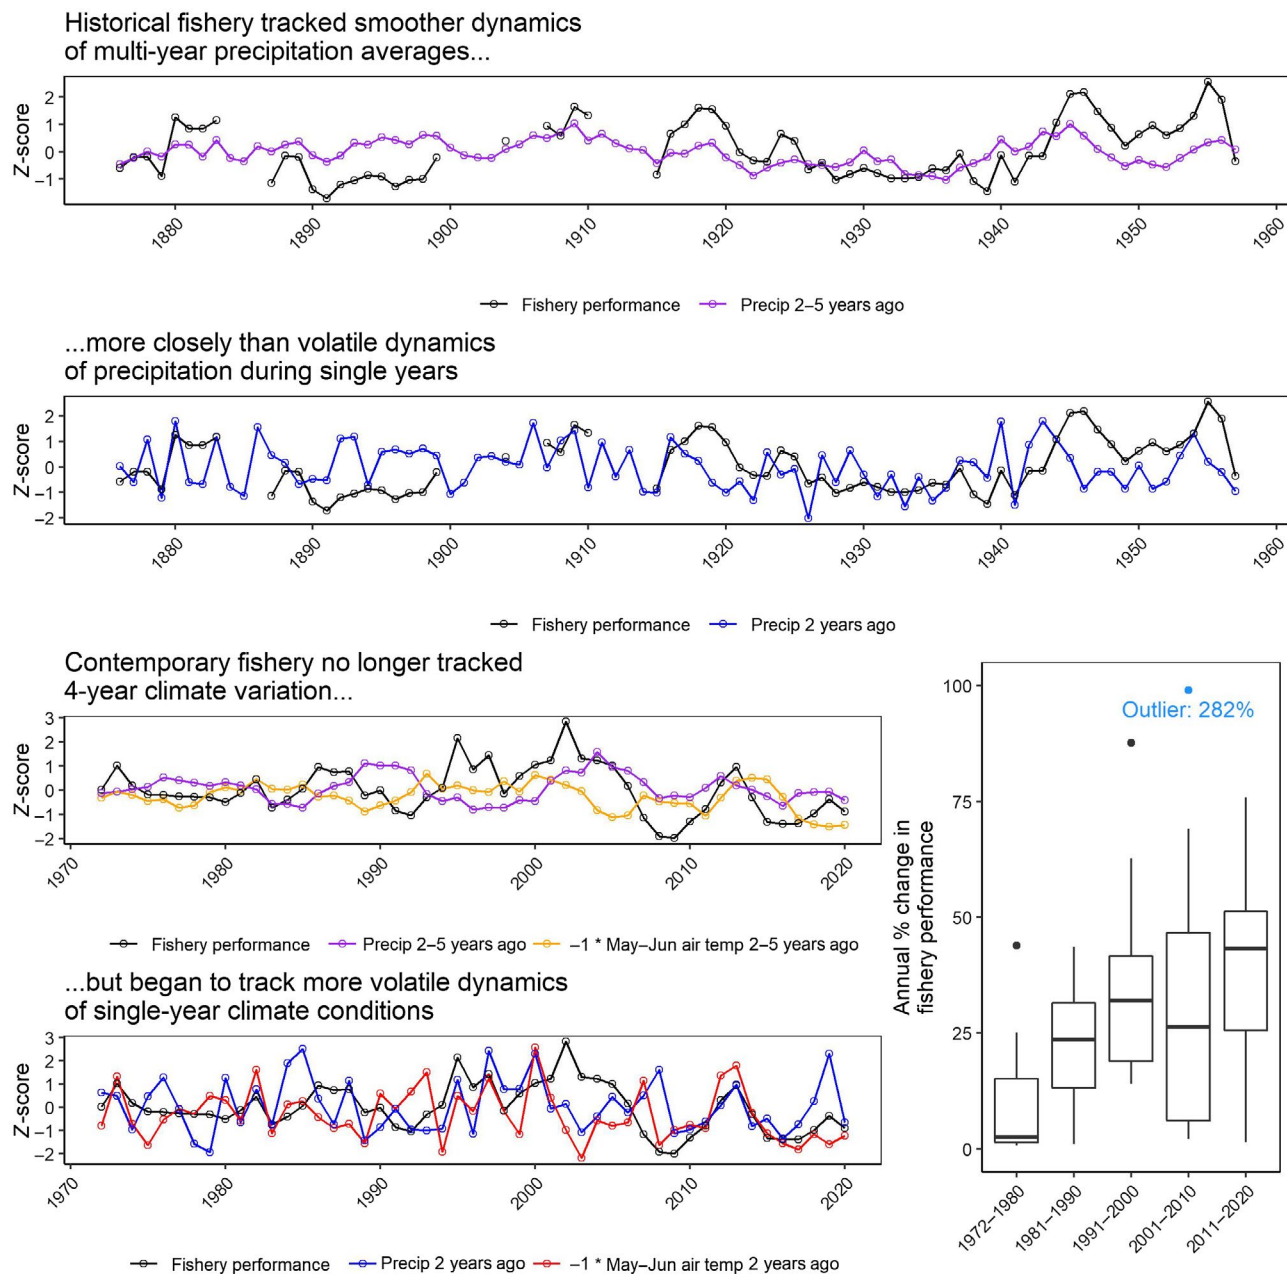 Historical fishery tracked smoother dynamics
of multi-year precipitation averages...
Z-score
2
1
0
−1
1880
1890
1900
1910
1920
1930
1940
1950
1960
Fishery performance
Precip 2–5 years ago
...more closely than volatile dynamics
of precipitation during single years
Z-score
2
1
0
−1
−2
1880
1890
1900
1910
1920
1930
1940
1950
1960
Fishery performance
Precip 2 years ago
Contemporary fishery no longer tracked
4-year climate variation...
Z-score
3
2
1
0
−1
−2
1970
1980
1990
2000
2010
2020
Fishery performance
Precip 2–5 years ago
−1 * May–Jun air temp 2–5 years ago
...but began to track more volatile dynamics
of single-year climate conditions
Z-score
3
2
1
0
−1
−2
1970
1980
1990
2000
2010
2020
Fishery performance
Precip 2 years ago
−1 * May–Jun air temp 2 years ago
Annual % change in
fishery performance
100
75
50
25
0
Outlier: 282%
1972–1980
1981–1990
1991–2000
2001–2010
2011–2020